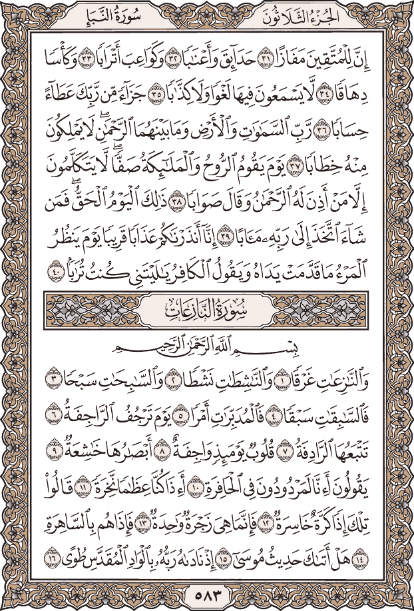 الجُزْءُ الثَّلَاثُونَ
سُورَةُ النَّبَإِ
إِنَّ لِلْمُتَّقِينَ مَفَازًا ٣١ حَدَآئِقَ وَأَعْنَٰبًا ٣٢ وَكَوَاعِبَ أَتْرَابًا ٣٣ وَكَأْسًا
دِهَاقًا ٣٤ لَّا يَسْمَعُونَ فِيهَا لَغْوًا وَلَا كِذَّٰبًا ٣٥ جَزَآءً مِّن رَّبِّكَ عَطَآءً
حِسَابًا ٣٦ رَّبِّ ٱلسَّمَٰوَٰتِ وَٱلْأَرْضِ وَمَا بَيْنَهُمَا ٱلرَّحْمَٰنِۖ لَا يَمْلِكُونَ
مِنْهُ خِطَابًا ٣٧ يَوْمَ يَقُومُ ٱلرُّوحُ وَٱلْمَلَٰٓئِكَةُ صَفًّاۖ لَّا يَتَكَلَّمُونَ
إِلَّا مَنْ أَذِنَ لَهُ ٱلرَّحْمَٰنُ وَقَالَ صَوَابًا ٣٨ ذَٰلِكَ ٱلْيَوْمُ ٱلْحَقُّۖ فَمَن
شَآءَ ٱتَّخَذَ إِلَىٰ رَبِّهِۦ مَـَٔابًا ٣٩ إِنَّآ أَنذَرْنَٰكُمْ عَذَابًا قَرِيبًا يَوْمَ يَنظُرُ
ٱلْمَرْءُ مَا قَدَّمَتْ يَدَاهُ وَيَقُولُ ٱلْكَافِرُ يَٰلَيْتَنِى كُنتُ تُرَٰبًۢا ٤٠
سُورَةُ النَّازِعَاتِ
بِسْمِ ٱللَّهِ ٱلرَّحْمَٰنِ ٱلرَّحِيمِ
وَٱلنَّٰزِعَٰتِ غَرْقًا ١ وَٱلنَّٰشِطَٰتِ نَشْطًا ٢ وَٱلسَّٰبِحَٰتِ سَبْحًا ٣
فَٱلسَّٰبِقَٰتِ سَبْقًا ٤ فَٱلْمُدَبِّرَٰتِ أَمْرًا ٥ يَوْمَ تَرْجُفُ ٱلرَّاجِفَةُ ٦
تَتْبَعُهَا ٱلرَّادِفَةُ ٧ قُلُوبٌ يَوْمَئِذٍ وَاجِفَةٌ ٨ أَبْصَٰرُهَا خَٰشِعَةٌ ٩
يَقُولُونَ أَءِنَّا لَمَرْدُودُونَ فِى ٱلْحَافِرَةِ ١٠ أَءِذَا كُنَّا عِظَٰمًا نَّخِرَةً ١١ قَالُوا۟
تِلْكَ إِذًا كَرَّةٌ خَاسِرَةٌ ١٢ فَإِنَّمَا هِىَ زَجْرَةٌ وَٰحِدَةٌ ١٣ فَإِذَا هُم بِٱلسَّاهِرَةِ
١٤ هَلْ أَتَىٰكَ حَدِيثُ مُوسَىٰٓ ١٥ إِذْ نَادَىٰهُ رَبُّهُۥ بِٱلْوَادِ ٱلْمُقَدَّسِ طُوًى ١٦
٥٨٣